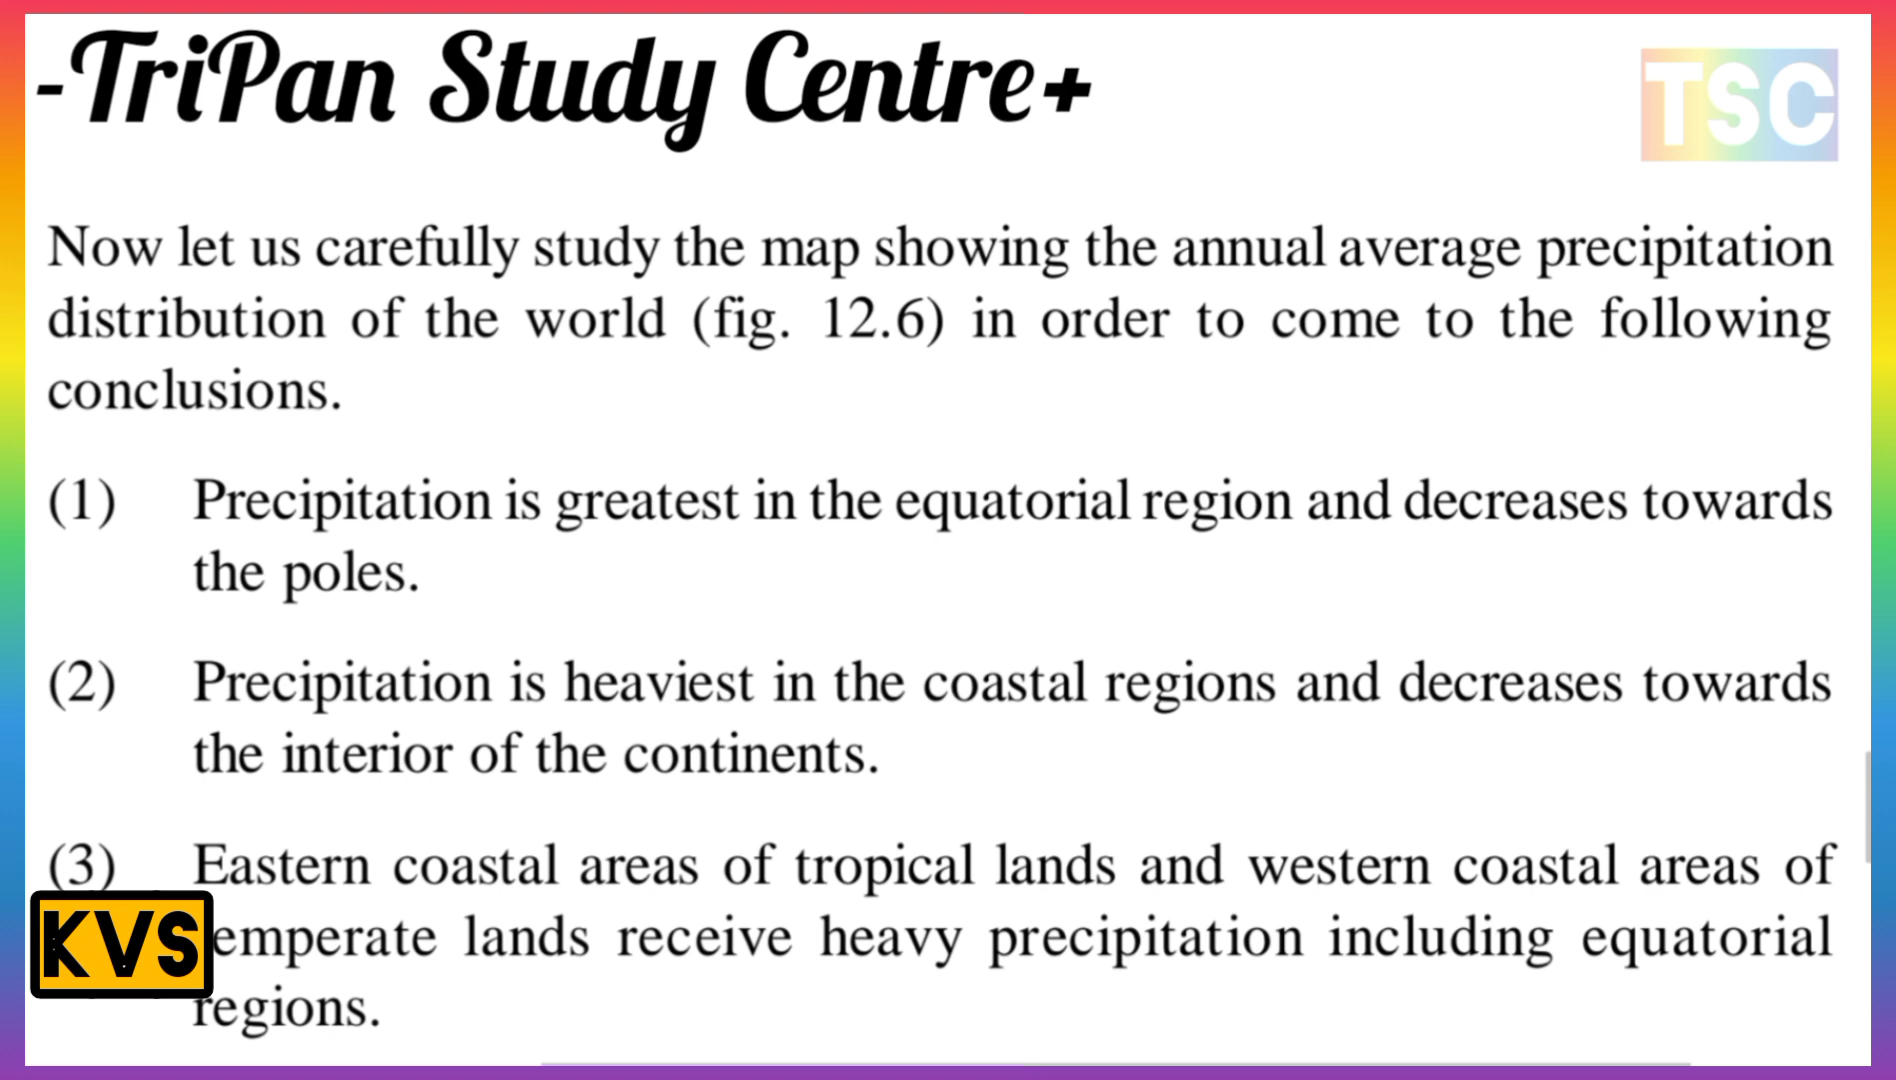 -TriPan Study Centre+
TSC
Now let us carefully study the map showing the annual average precipitation
distribution of the world (fig. 12.6) in order to come to the following
conclusions.
(1) Precipitation is greatest in the equatorial region and decreases towards
the poles.
(2) Precipitation is heaviest in the coastal regions and decreases towards
the interior of the continents.
(3) Eastern coastal areas of tropical lands and western coastal areas of
KVS emperate lands receive heavy precipitation including equatorial
regions.